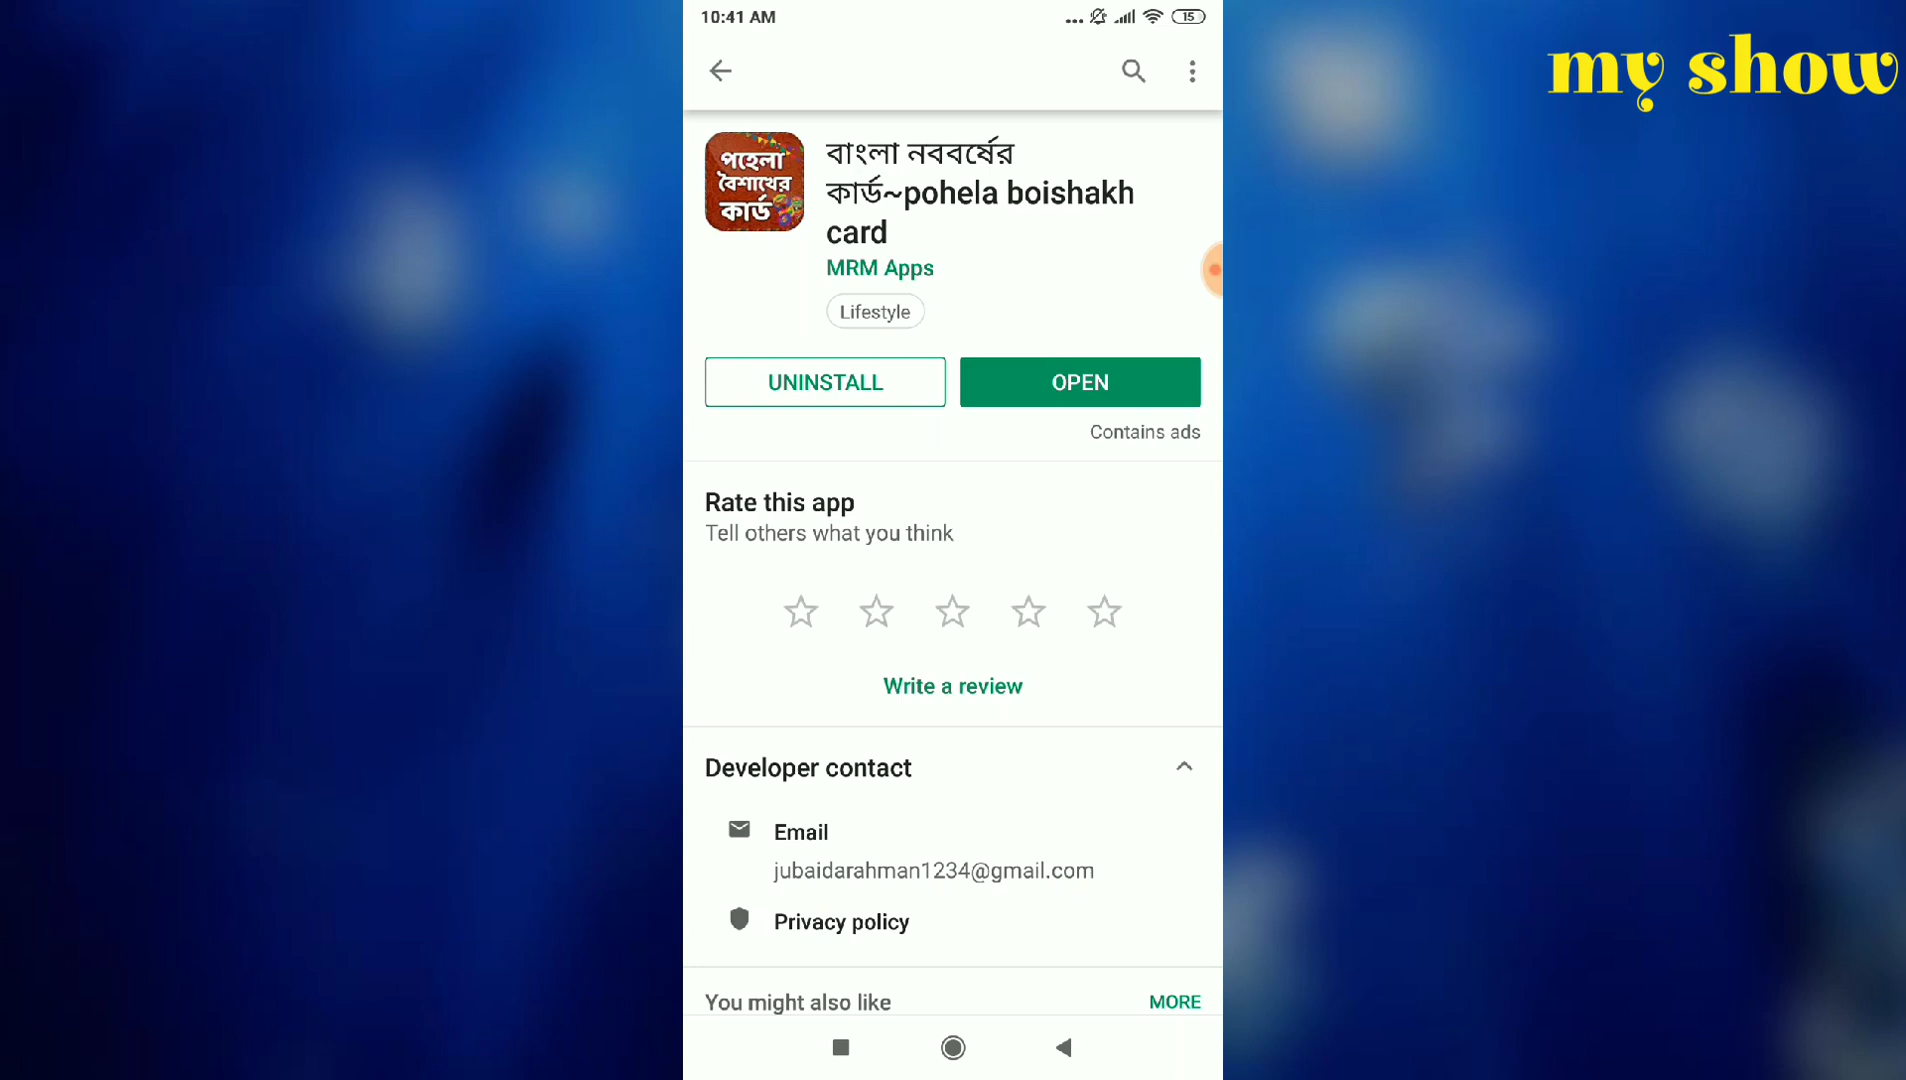 10:41 AM
15
my show
পহেলা
বৈশাখের
কার্ড
বাংলা নববর্ষের
কার্ড~pohela boishakh
card
MRM Apps
Lifestyle
UNINSTALL
OPEN
Contains ads
Rate this app
Tell others what you think
Write a review
Developer contact
Email
jubaidarahman1234@gmail.com
Privacy policy
You might also like
MORE